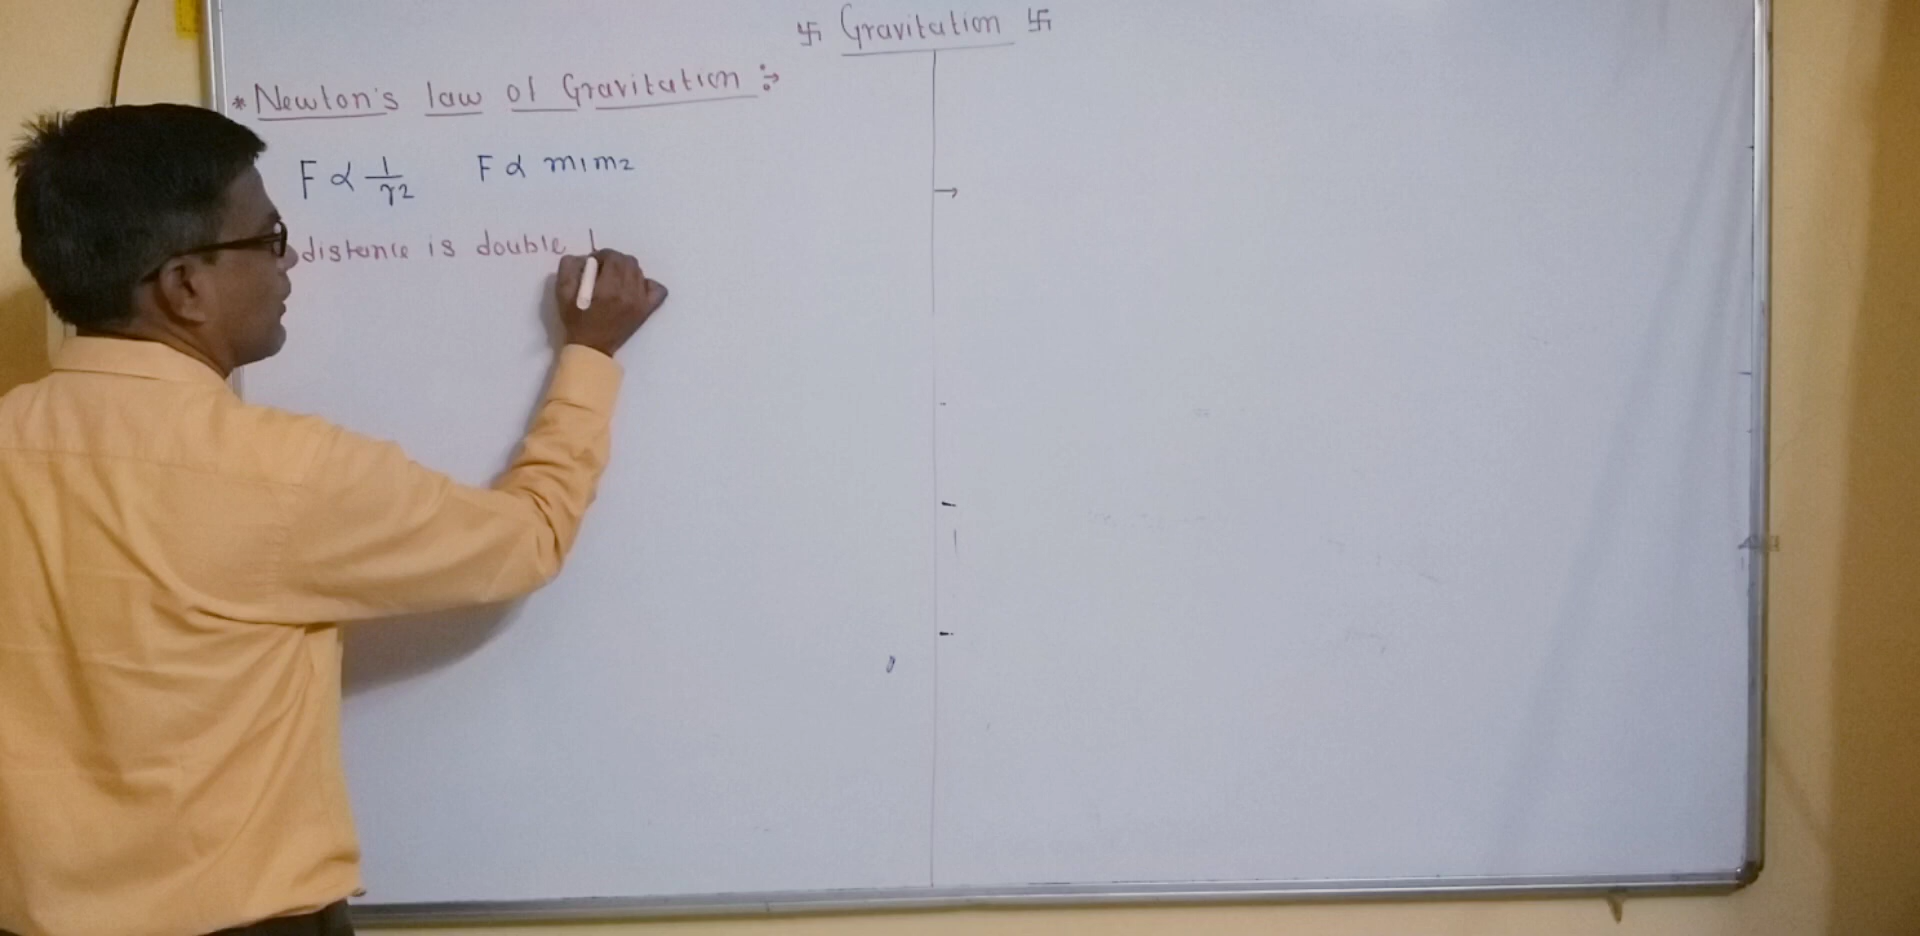 卐 Gravitation 卐
* Newton's law of Gravitation :→
F ∝ 1/r2 F ∝ m1m2
distance is double
→